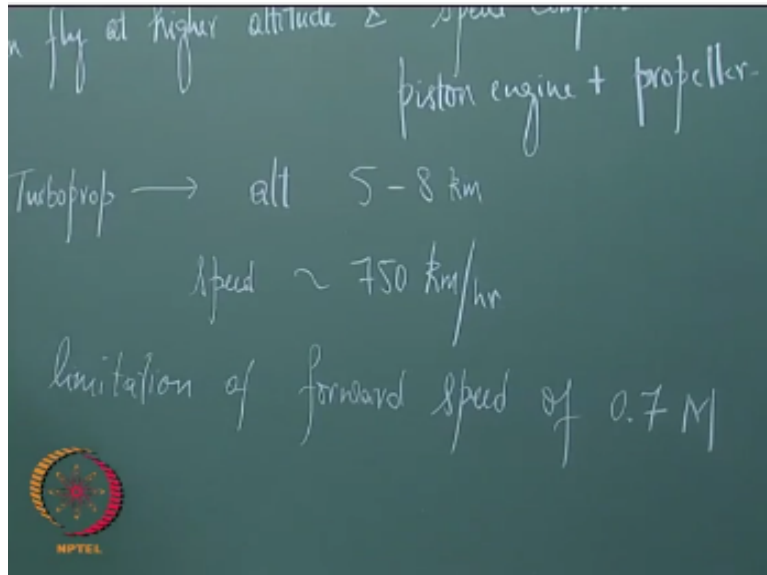 n fly at higher altitude & speed
piston engine + propeller.
Turboprop → alt 5 - 8 km
speed ~ 750 km/hr
limitation of forward speed of 0.7 M
NPTEL